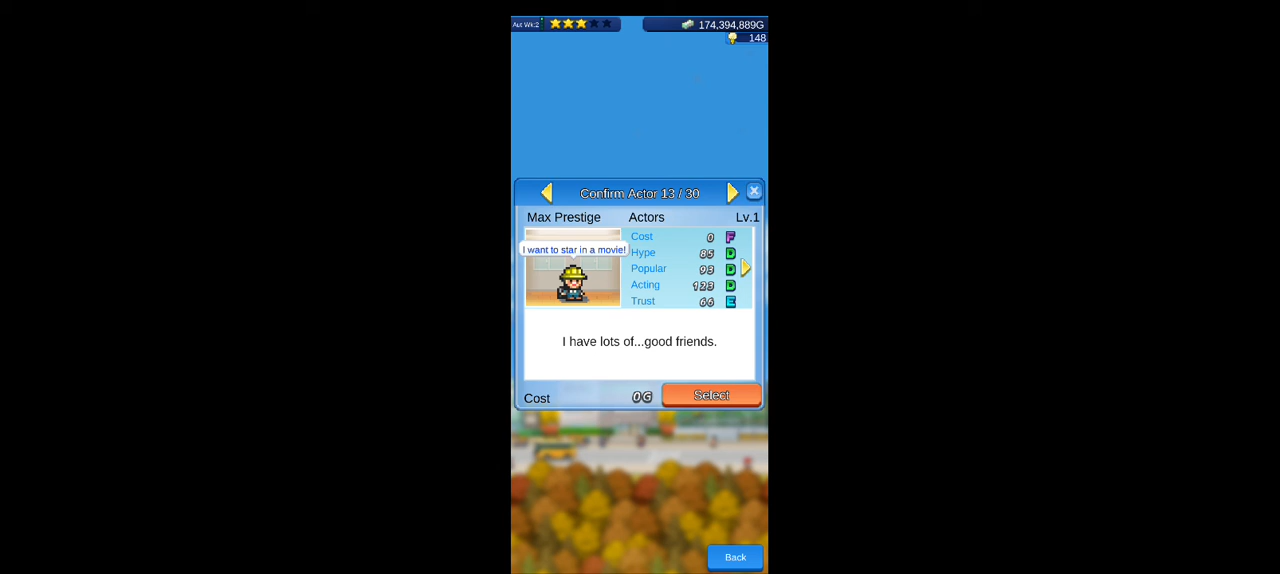 Aut Wk:2
174,394,889G
148
Confirm Actor 13 / 30
Max Prestige Actors Lv.1
I want to star in a movie!
Cost 0 F
Hype 85 D
Popular 93 D
Acting 123 D
Trust 66 E
I have lots of...good friends.
Cost 0G Select
Back